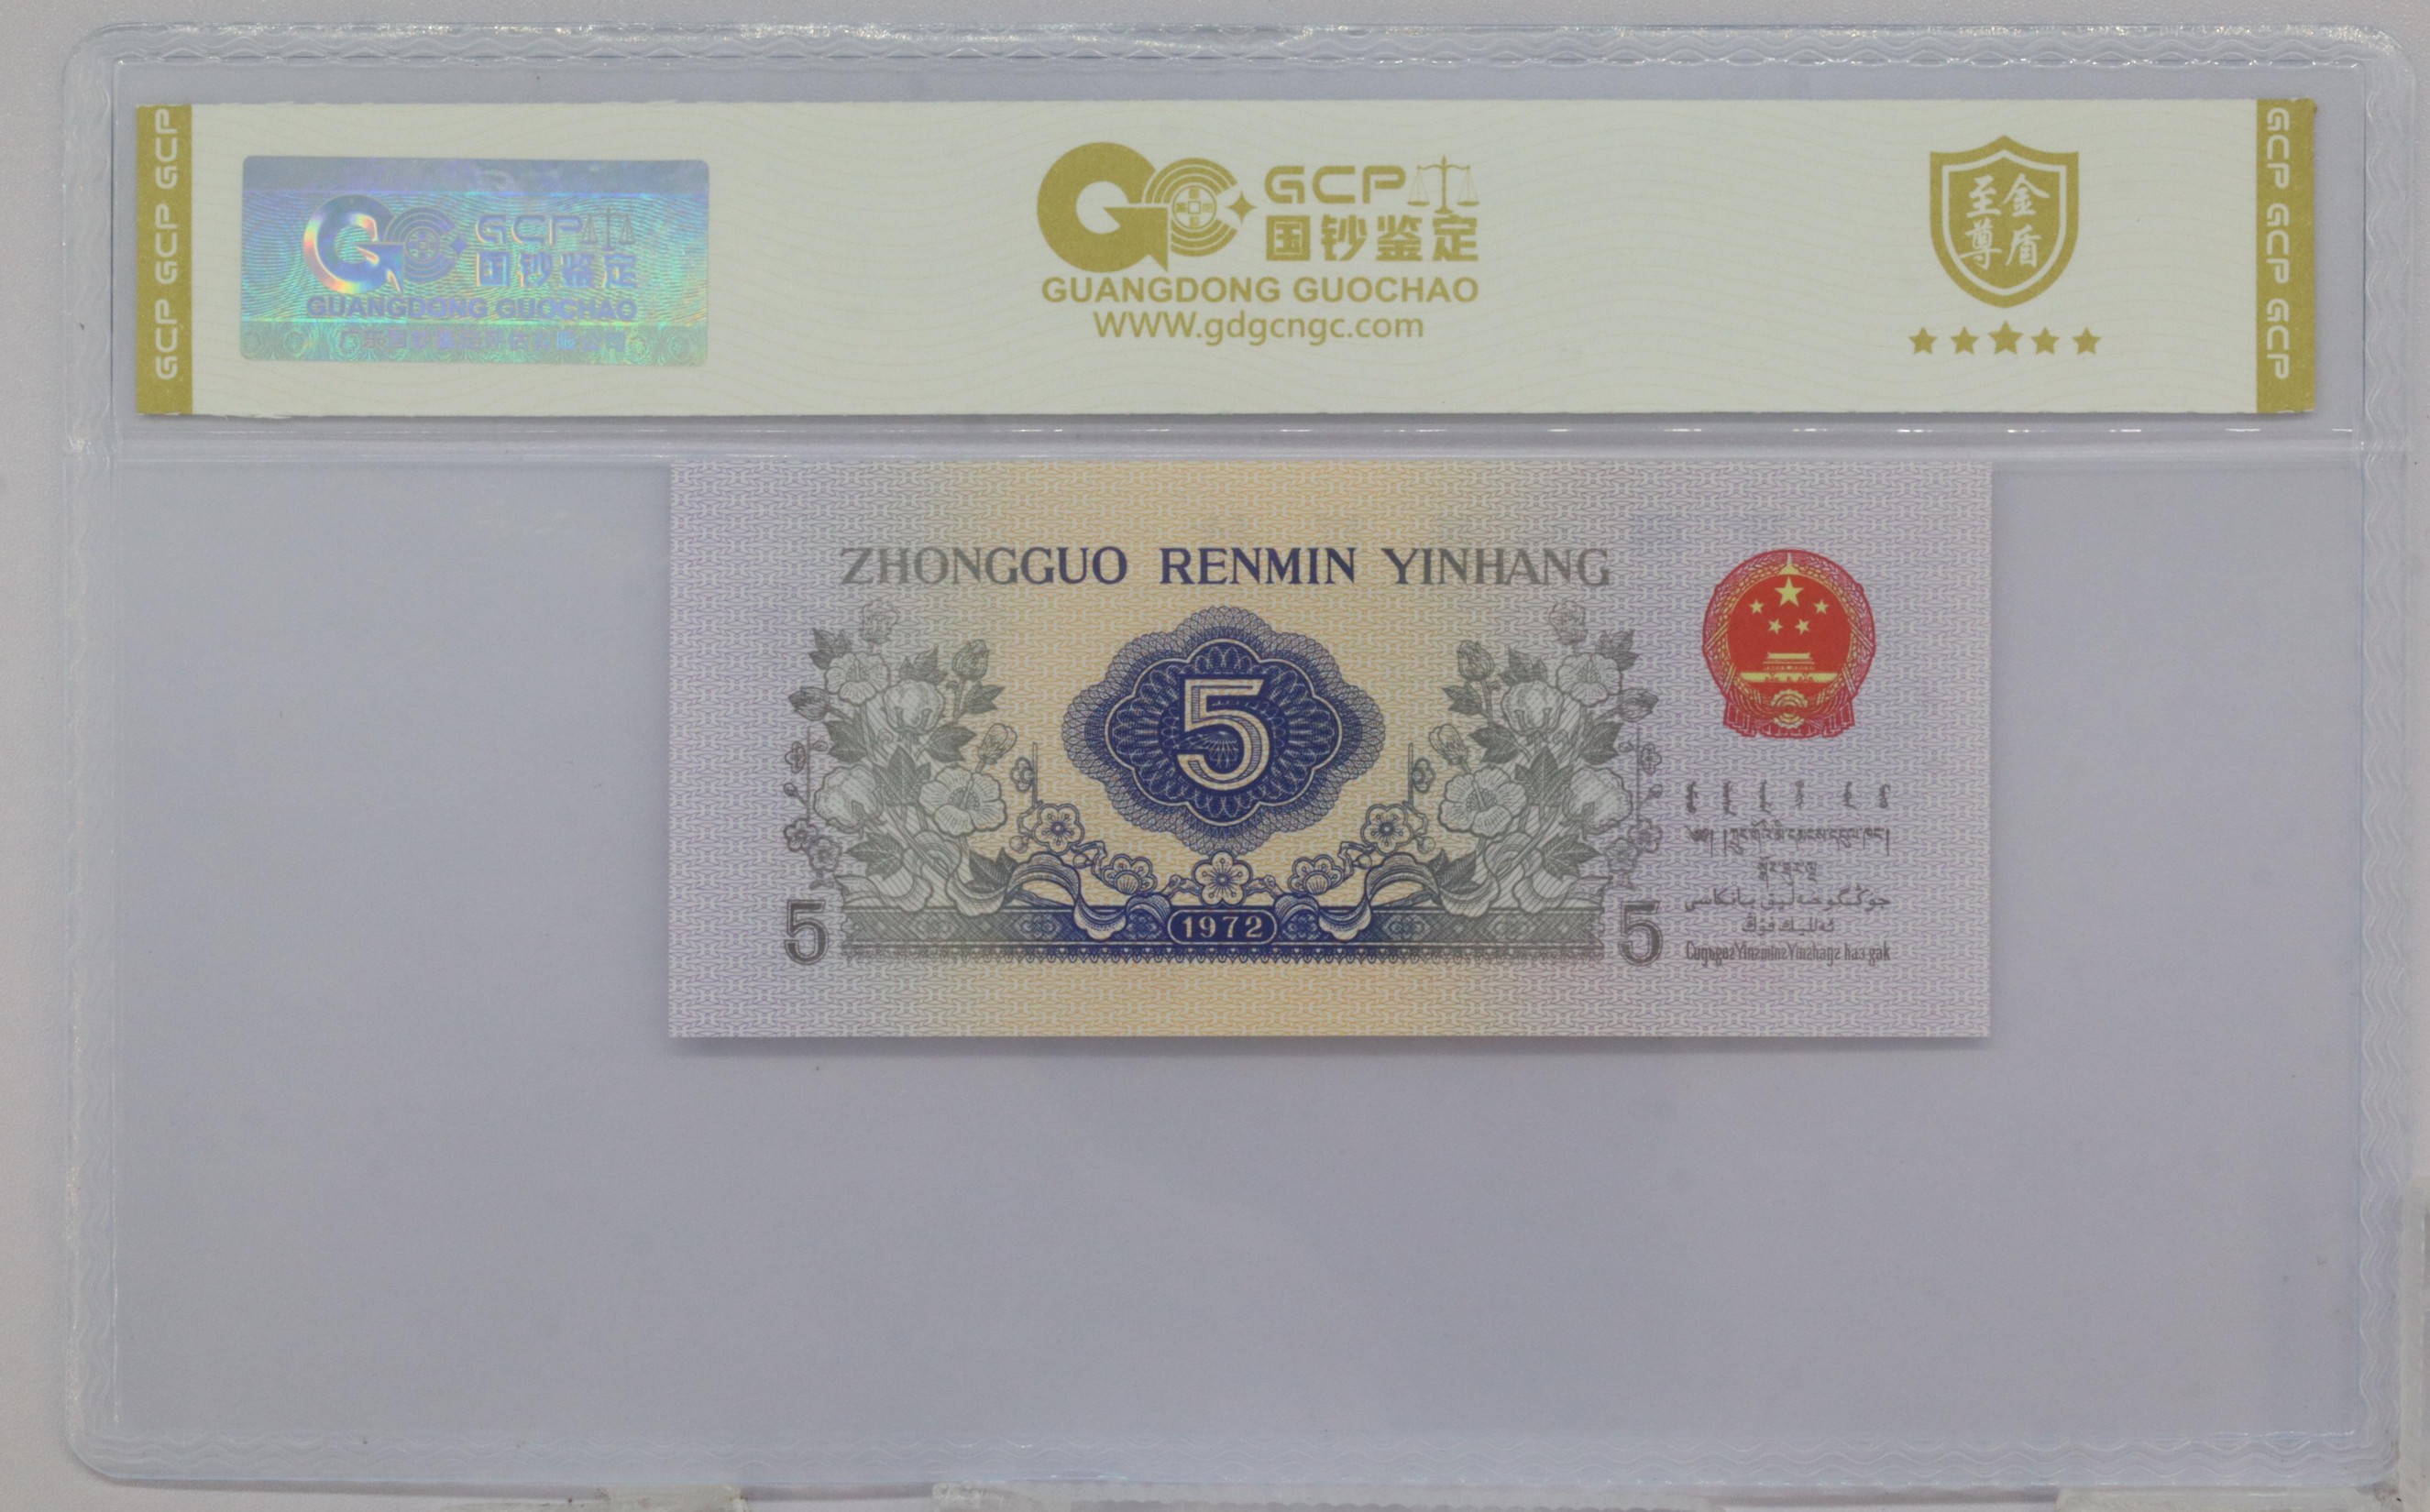 GCP GCP GCP
GCP
国钞鉴定
GUANGDONG GUOCHAO
GCP
国钞鉴定
GUANGDONG GUOCHAO
www.gdgcngc.com
至金
尊盾
GCP GCP GCP
ZHONGGUO RENMIN YINHANG
5
1972
5
5